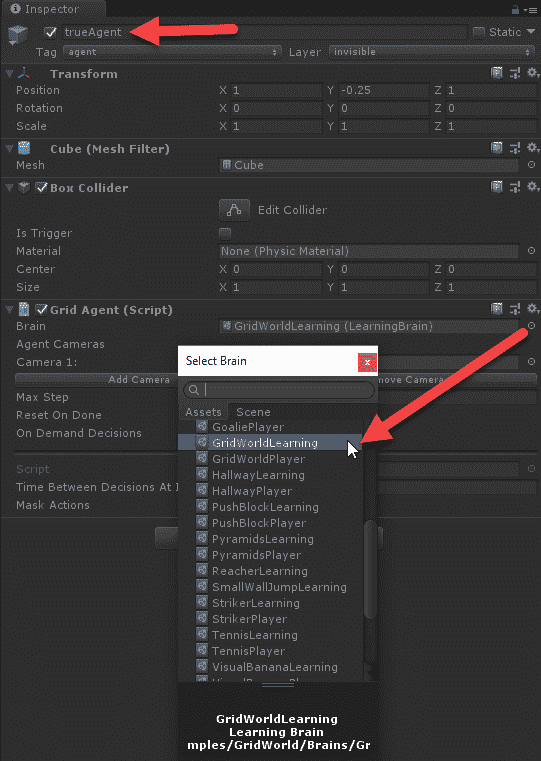 Inspector
trueAgent Static
Tag agent Layer invisible
Transform
Position X 1 Y -0.25 Z 1
Rotation X 0 Y 0 Z 0
Scale X 1 Y 1 Z 1
Cube (Mesh Filter)
Mesh Cube
Box Collider
Edit Collider
Is Trigger
Material None (Physic Material)
Center X 0 Y 0 Z 0
Size X 1 Y 1 Z 1
Grid Agent (Script)
Brain GridWorldLearning (LearningBrain)
Agent Cameras
Camera 1:
Add Camera move Camera
Max Step
Reset On Done
On Demand Decisions
Script
Time Between Decisions At I
Mask Actions
Select Brain
x
Assets Scene
GoaliePlayer
GridWorldLearning
GridWorldPlayer
HallwayLearning
HallwayPlayer
PushBlockLearning
PushBlockPlayer
PyramidsLearning
PyramidsPlayer
ReacherLearning
SmallWallJumpLearning
StrikerLearning
StrikerPlayer
TennisLearning
TennisPlayer
VisualBananaLearning
GridWorldLearning
Learning Brain
mples/GridWorld/Brains/Gr